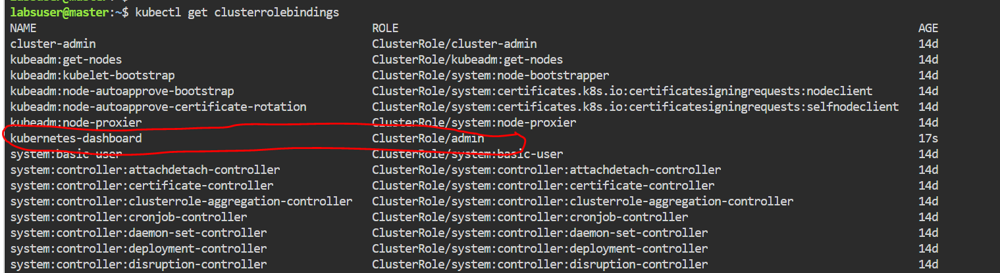 labsuser@master:~$ kubectl get clusterrolebindings
NAME ROLE AGE
cluster-admin ClusterRole/cluster-admin 14d
kubeadm:get-nodes ClusterRole/kubeadm:get-nodes 14d
kubeadm:kubelet-bootstrap ClusterRole/system:node-bootstrapper 14d
kubeadm:node-autoapprove-bootstrap ClusterRole/system:certificates.k8s.io:certificatesigningrequests:nodeclient 14d
kubeadm:node-autoapprove-certificate-rotation ClusterRole/system:certificates.k8s.io:certificatesigningrequests:selfnodeclient 14d
kubeadm:node-proxier ClusterRole/system:node-proxier 14d
kubernetes-dashboard ClusterRole/admin 17s
system:basic-user ClusterRole/system:basic-user 14d
system:controller:attachdetach-controller ClusterRole/system:controller:attachdetach-controller 14d
system:controller:certificate-controller ClusterRole/system:controller:certificate-controller 14d
system:controller:clusterrole-aggregation-controller ClusterRole/system:controller:clusterrole-aggregation-controller 14d
system:controller:cronjob-controller ClusterRole/system:controller:cronjob-controller 14d
system:controller:daemon-set-controller ClusterRole/system:controller:daemon-set-controller 14d
system:controller:deployment-controller ClusterRole/system:controller:deployment-controller 14d
system:controller:disruption-controller ClusterRole/system:controller:disruption-controller 14d